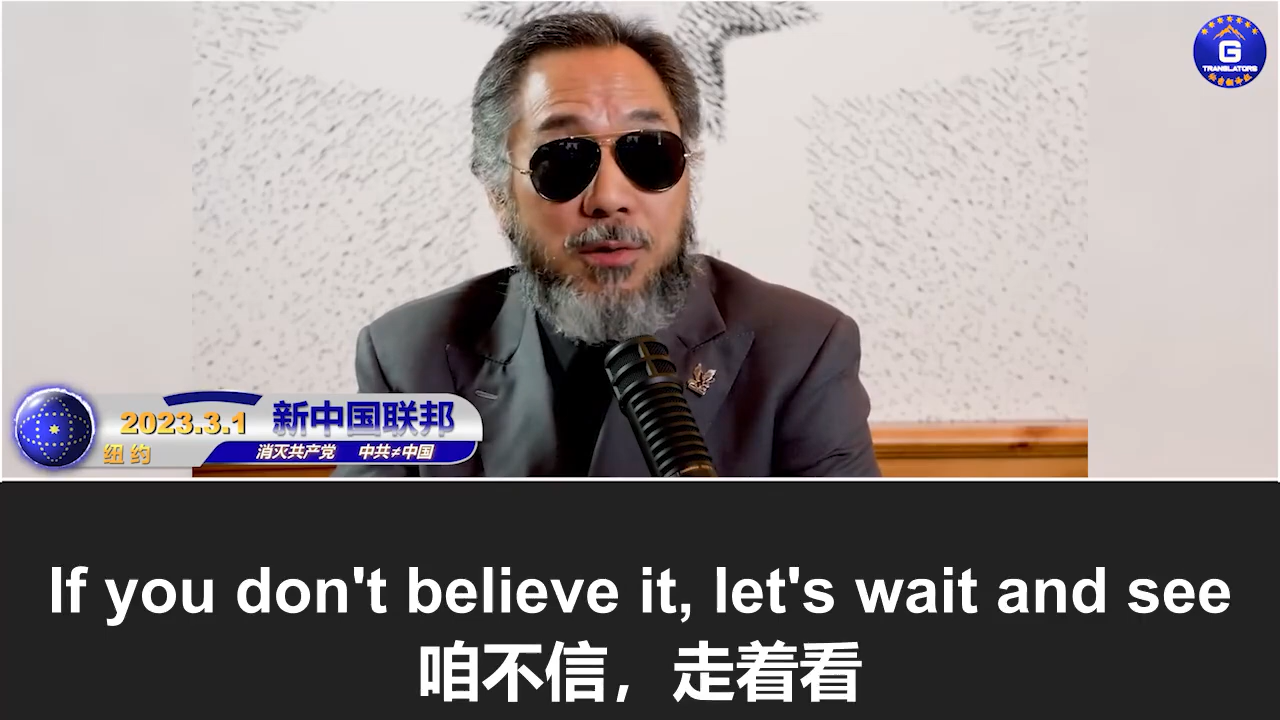 G
TRANSLATORS
2023.3.1
新中国联邦
纽约
消灭共产党 中共≠中国
If you don't believe it, let's wait and see
咱不信，走着看